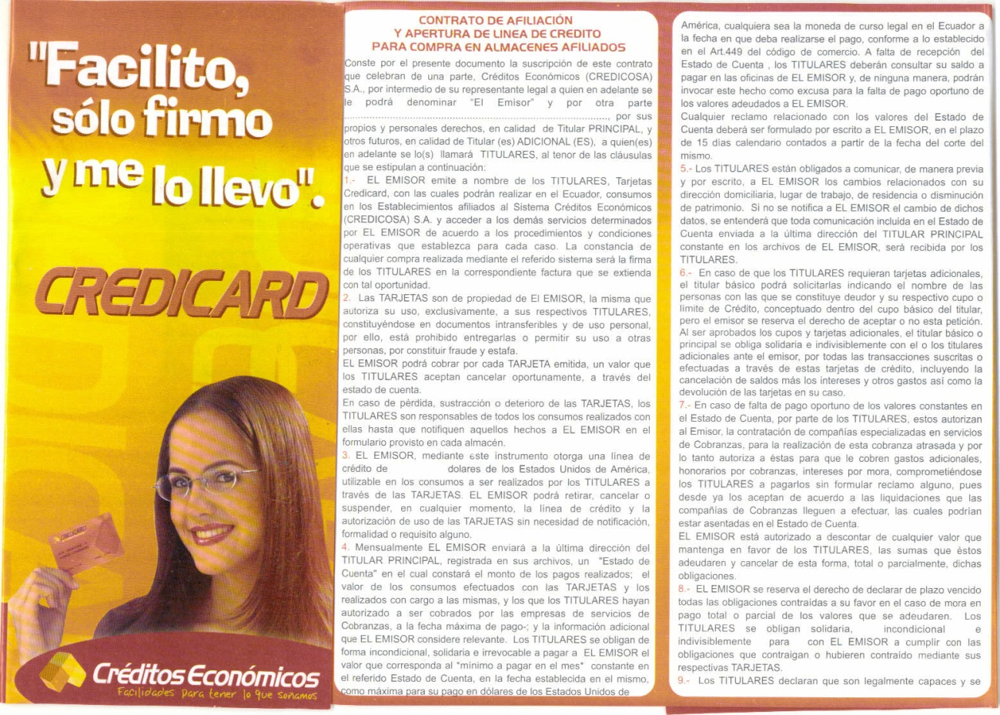 "Facilito,
sólo firmo
y me lo llevo".
CREDICARD
CREDICARD
Créditos Económicos
Facilidades para tener lo que soñamos
CONTRATO DE AFILIACIÓN
Y APERTURA DE LINEA DE CREDITO
PARA COMPRA EN ALMACENES AFILIADOS
Conste por el presente documento la suscripción de este contrato
que celebran de una parte, Créditos Económicos (CREDICOSA)
S.A., por intermedio de su representante legal a quien en adelante se
le podrá denominar "El Emisor" y por otra parte
......................................................................................, por sus
propios y personales derechos, en calidad de Titular PRINCIPAL, y
otros futuros, en calidad de Titular (es) ADICIONAL (ES), a quien(es)
en adelante se lo(s) llamará TITULARES, al tenor de las cláusulas
que se estipulan a continuación:
1.- EL EMISOR emite a nombre de los TITULARES, Tarjetas
Credicard, con las cuales podrán realizar en el Ecuador, consumos
en los Establecimientos afiliados al Sistema Créditos Económicos
(CREDICOSA) S.A. y acceder a los demás servicios determinados
por EL EMISOR de acuerdo a los procedimientos y condiciones
operativas que establezca para cada caso. La constancia de
cualquier compra realizada mediante el referido sistema será la firma
de los TITULARES en la correspondiente factura que se extienda
con tal oportunidad.
2. Las TARJETAS son de propiedad de El EMISOR, la misma que
autoriza su uso, exclusivamente, a sus respectivos TITULARES,
constituyéndose en documentos intransferibles y de uso personal,
por ello, está prohibido entregarlas o permitir su uso a otras
personas, por constituir fraude y estafa.
EL EMISOR podrá cobrar por cada TARJETA emitida, un valor que
los TITULARES aceptan cancelar oportunamente, a través del
estado de cuenta.
En caso de pérdida, sustracción o deterioro de las TARJETAS, los
TITULARES son responsables de todos los consumos realizados con
ellas hasta que notifiquen aquellos hechos a EL EMISOR en el
formulario provisto en cada almacén.
3. EL EMISOR, mediante este instrumento otorga una línea de
crédito de dolares de los Estados Unidos de América,
utilizable en los consumos a ser realizados por los TITULARES a
través de las TARJETAS. EL EMISOR podrá retirar, cancelar o
suspender, en cualquier momento, la línea de crédito y la
autorización de uso de las TARJETAS sin necesidad de notificación,
formalidad o requisito alguno.
4. Mensualmente EL EMISOR enviará a la última dirección del
TITULAR PRINCIPAL, registrada en sus archivos, un "Estado de
Cuenta" en el cual constará el monto de los pagos realizados; el
valor de los consumos efectuados con las TARJETAS y los
realizados con cargo a las mismas, y los que los TITULARES hayan
autorizado a ser cobrados por las empresas de servicios de
Cobranzas, a la fecha máxima de pago-; y la información adicional
que EL EMISOR considere relevante. Los TITULARES se obligan de
forma incondicional, solidaria e irrevocable a pagar a EL EMISOR el
valor que corresponda al "mínimo a pagar en el mes" constante en
el referido Estado de Cuenta, en la fecha establecida en el mismo,
como máxima para su pago en dólares de los Estados Unidos de
América, cualquiera sea la moneda de curso legal en el Ecuador a
la fecha en que deba realizarse el pago, conforme a lo establecido
en el Art.449 del código de comercio. A falta de recepción del
Estado de Cuenta , los TITULARES deberán consultar su saldo a
pagar en las oficinas de EL EMISOR y, de ninguna manera, podrán
invocar este hecho como excusa para la falta de pago oportuno de
los valores adeudados a EL EMISOR.
Cualquier reclamo relacionado con los valores del Estado de
Cuenta deberá ser formulado por escrito a EL EMISOR, en el plazo
de 15 días calendario contados a partir de la fecha del corte del
mismo.
5.- Los TITULARES están obligados a comunicar, de manera previa
y por escrito, a EL EMISOR los cambios relacionados con su
dirección domiciliaria, lugar de trabajo, de residencia o disminución
de patrimonio. Si no se notifica a EL EMISOR el cambio de dichos
datos, se entenderá que toda comunicación incluida en el Estado de
Cuenta enviada a la última dirección del TITULAR PRINCIPAL
constante en los archivos de EL EMISOR, será recibida por los
TITULARES.
6.- En caso de que los TITULARES requieran tarjetas adicionales,
el titular básico podrá solicitarlas indicando el nombre de las
personas con las que se constituye deudor y su respectivo cupo o
límite de Crédito, conceptuado dentro del cupo básico del titular,
pero el emisor se reserva el derecho de aceptar o no esta petición.
Al ser aprobados los cupos y tarjetas adicionales, el titular básico o
principal se obliga solidaria e indivisiblemente con el o los titulares
adicionales ante el emisor, por todas las transacciones suscritas o
efectuadas a través de estas tarjetas de crédito, incluyendo la
cancelación de saldos más los intereses y otros gastos así como la
devolución de las tarjetas en su caso.
7.- En caso de falta de pago oportuno de los valores constantes en
el Estado de Cuenta, por parte de los TITULARES, estos autorizan
al Emisor, la contratación de compañías especializadas en servicios
de Cobranzas, para la realización de esta cobranza atrasada y por
lo tanto autoriza a éstas para que le cobren gastos adicionales,
honorarios por cobranzas, intereses por mora, comprometiéndose
los TITULARES a pagarlos sin formular reclamo alguno, pues
desde ya los aceptan de acuerdo a las liquidaciones que las
compañías de Cobranzas lleguen a efectuar, las cuales podrían
estar asentadas en el Estado de Cuenta.
EL EMISOR está autorizado a descontar de cualquier valor que
mantenga en favor de los TITULARES, las sumas que éstos
adeudaren y cancelar de esta forma, total o parcialmente, dichas
obligaciones.
8.- EL EMISOR se reserva el derecho de declarar de plazo vencido
todas las obligaciones contraídas a su favor en el caso de mora en
pago total o parcial de los valores que se adeudaren. Los
TITULARES se obligan solidaria, incondicional e
indivisiblemente para con EL EMISOR a cumplir con las
obligaciones que contraigan o hubieren contraído mediante sus
respectivas TARJETAS.
9.- Los TITULARES declaran que son legalmente capaces y se